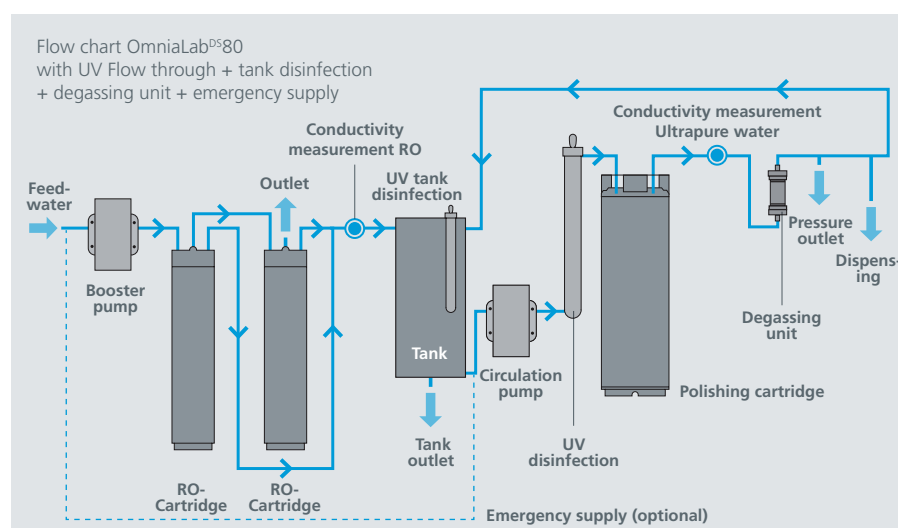 Flow chart OmniaLabDS80
with UV Flow through + tank disinfection
+ degassing unit + emergency supply
Conductivity
measurement RO
Conductivity measurement
Ultrapure water
Feed-
water
Outlet
UV tank
disinfection
Pressure
outlet
Dispens-
ing
Booster
pump
Degassing
unit
Tank
Circulation
pump
Polishing cartridge
Tank
outlet
UV
disinfection
RO-
Cartridge
RO-
Cartridge
Emergency supply (optional)